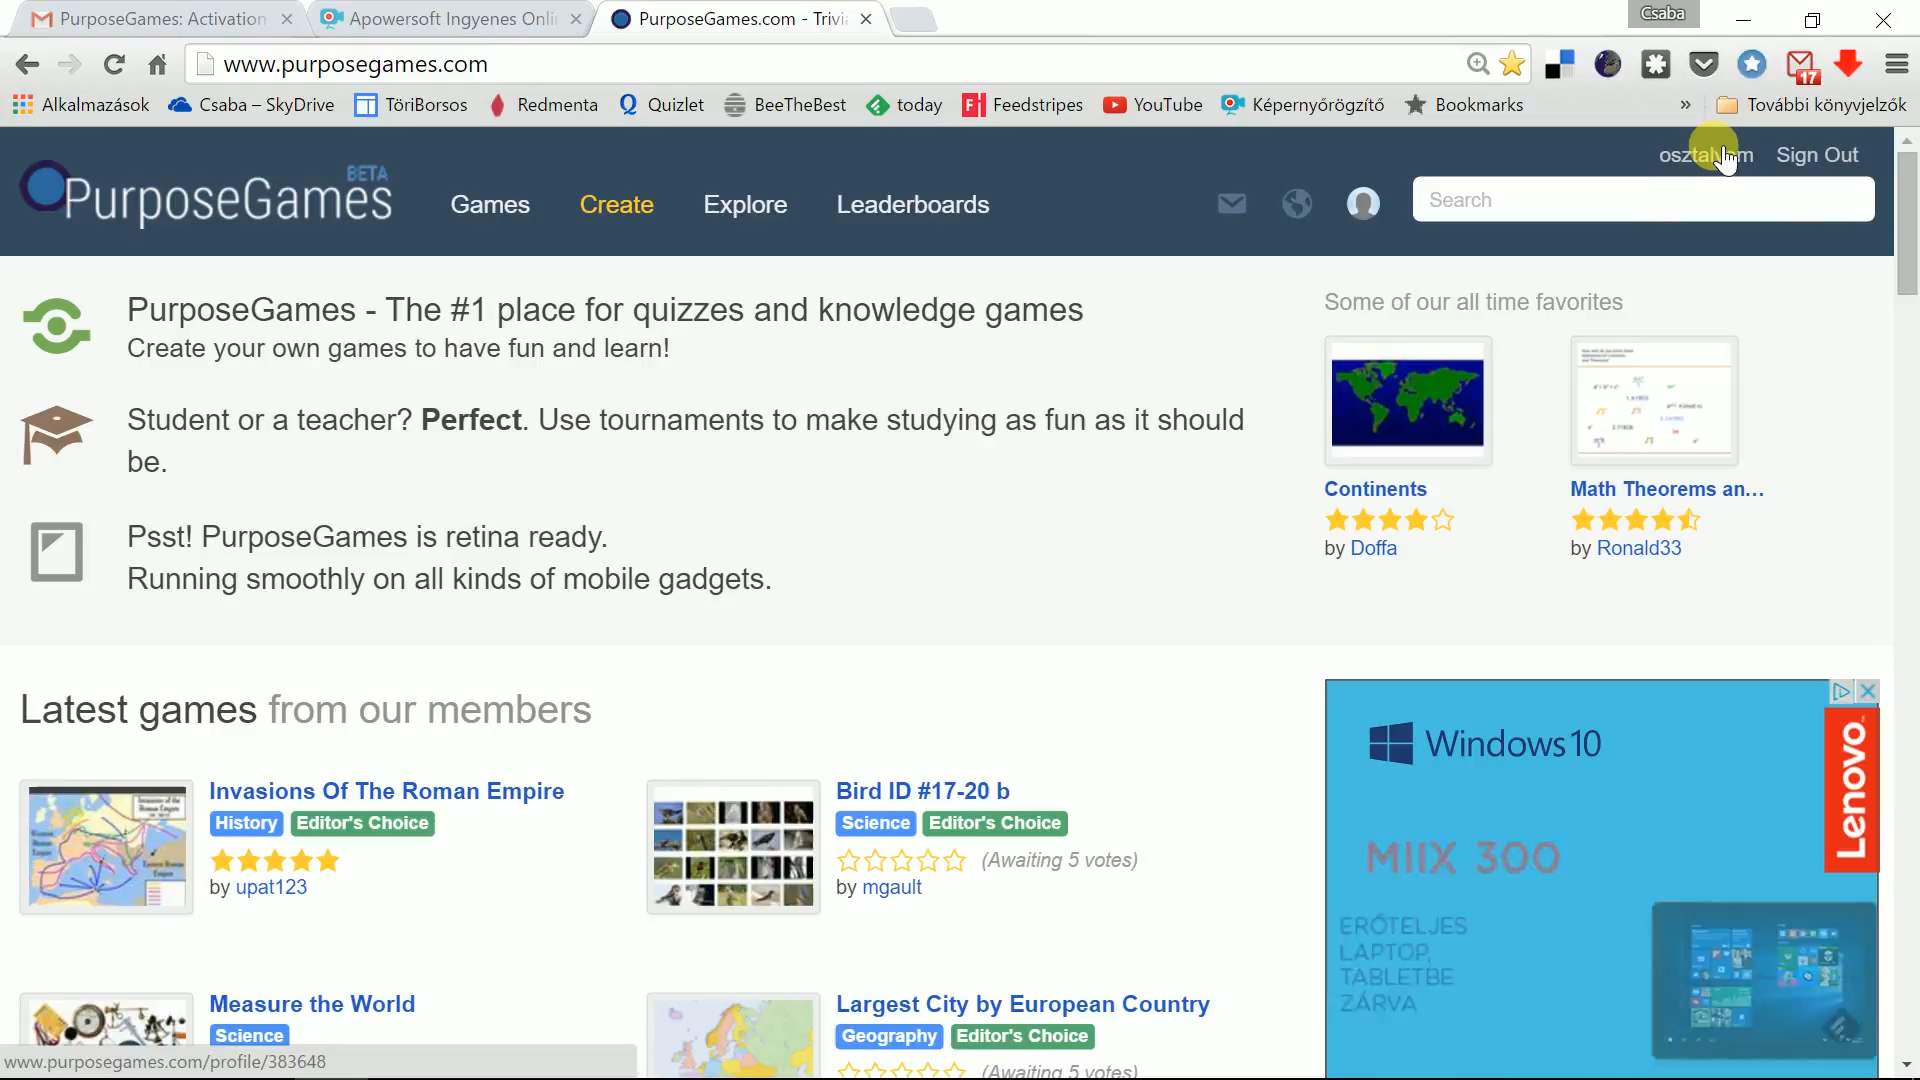 PurposeGames: Activation
Apowersoft Ingyenes Onli
PurposeGames.com - Trivi
Csaba
www.purposegames.com
17
Alkalmazások
Csaba – SkyDrive
TöriBorsos
Redmenta
Quizlet
BeeTheBest
today
Feedstripes
YouTube
Képernyőrögzítő
Bookmarks
»
További könyvjelzők
Sign Out
BETA
PurposeGames
Games
Create
Explore
Leaderboards
Search
PurposeGames - The #1 place for quizzes and knowledge games
Create your own games to have fun and learn!
Student or a teacher? Perfect. Use tournaments to make studying as fun as it should
be.
Psst! PurposeGames is retina ready.
Running smoothly on all kinds of mobile gadgets.
Some of our all time favorites
Continents
by Doffa
Math Theorems an...
by Ronald33
Latest games from our members
Invasions Of The Roman Empire
History Editor's Choice
by upat123
Bird ID #17-20 b
Science Editor's Choice
(Awaiting 5 votes)
by mgault
Measure the World
Science
Largest City by European Country
Geography Editor's Choice
(Awaiting 5 votes)
Windows 10
Lenovo
MIIX 300
ERŐTELJES
LAPTOP,
TABLETBE
ZÁRVA
www.purposegames.com/profile/383648